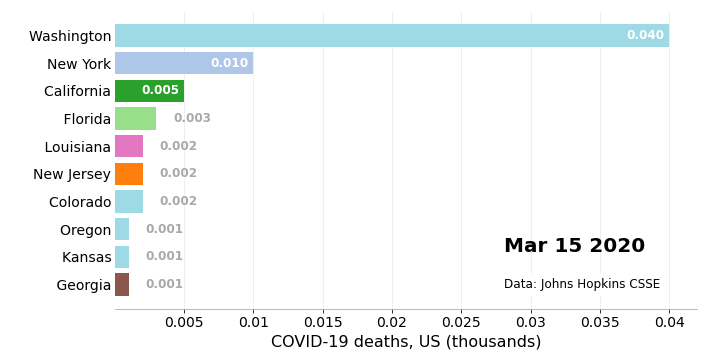 Washington 0.040
New York 0.010
California 0.005
Florida 0.003
Louisiana 0.002
New Jersey 0.002
Colorado 0.002
Oregon 0.001
Kansas 0.001
Georgia 0.001
Mar 15 2020
Data: Johns Hopkins CSSE
0.005 0.01 0.015 0.02 0.025 0.03 0.035 0.04
COVID-19 deaths, US (thousands)